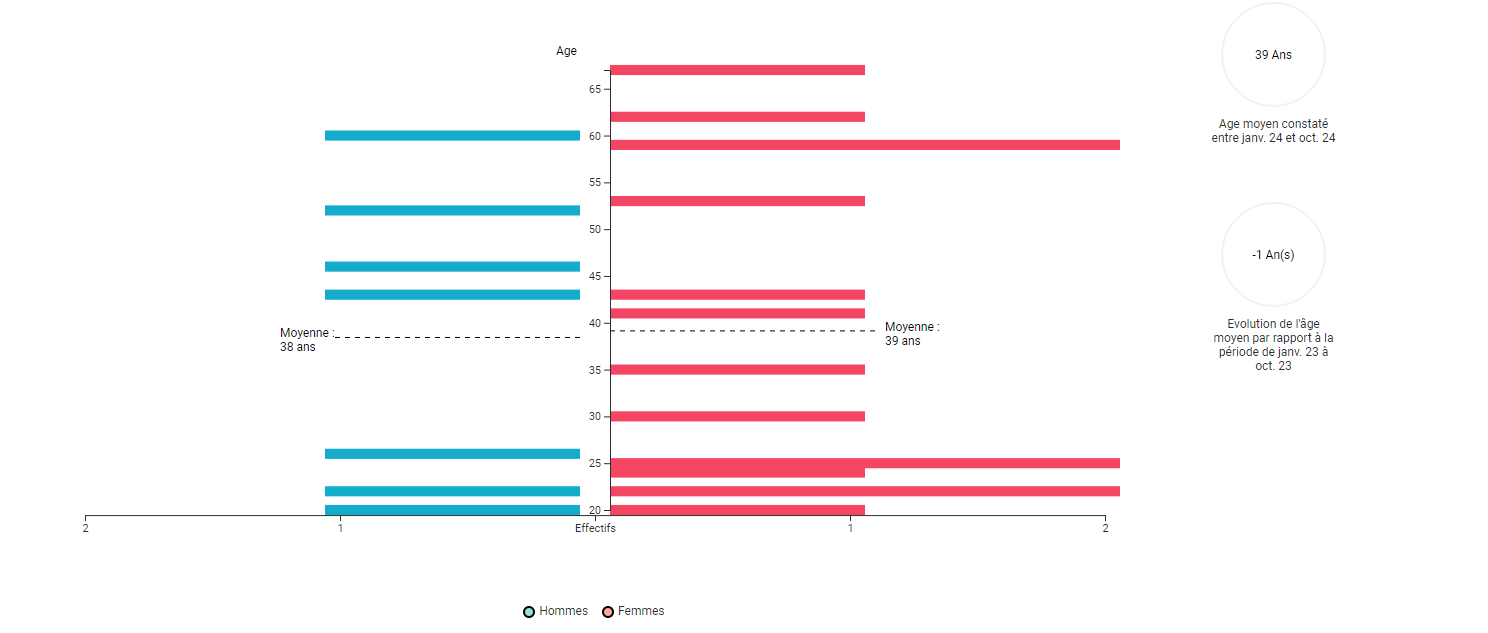 Age
65
60
55
50
45
40
35
30
25
20
Moyenne :
38 ans
Moyenne :
39 ans
2
1
Effectifs
1
2
Hommes
Femmes
39 Ans
Age moyen constaté
entre janv. 24 et oct. 24
-1 An(s)
Evolution de l'âge
moyen par rapport à la
période de janv. 23 à
oct. 23